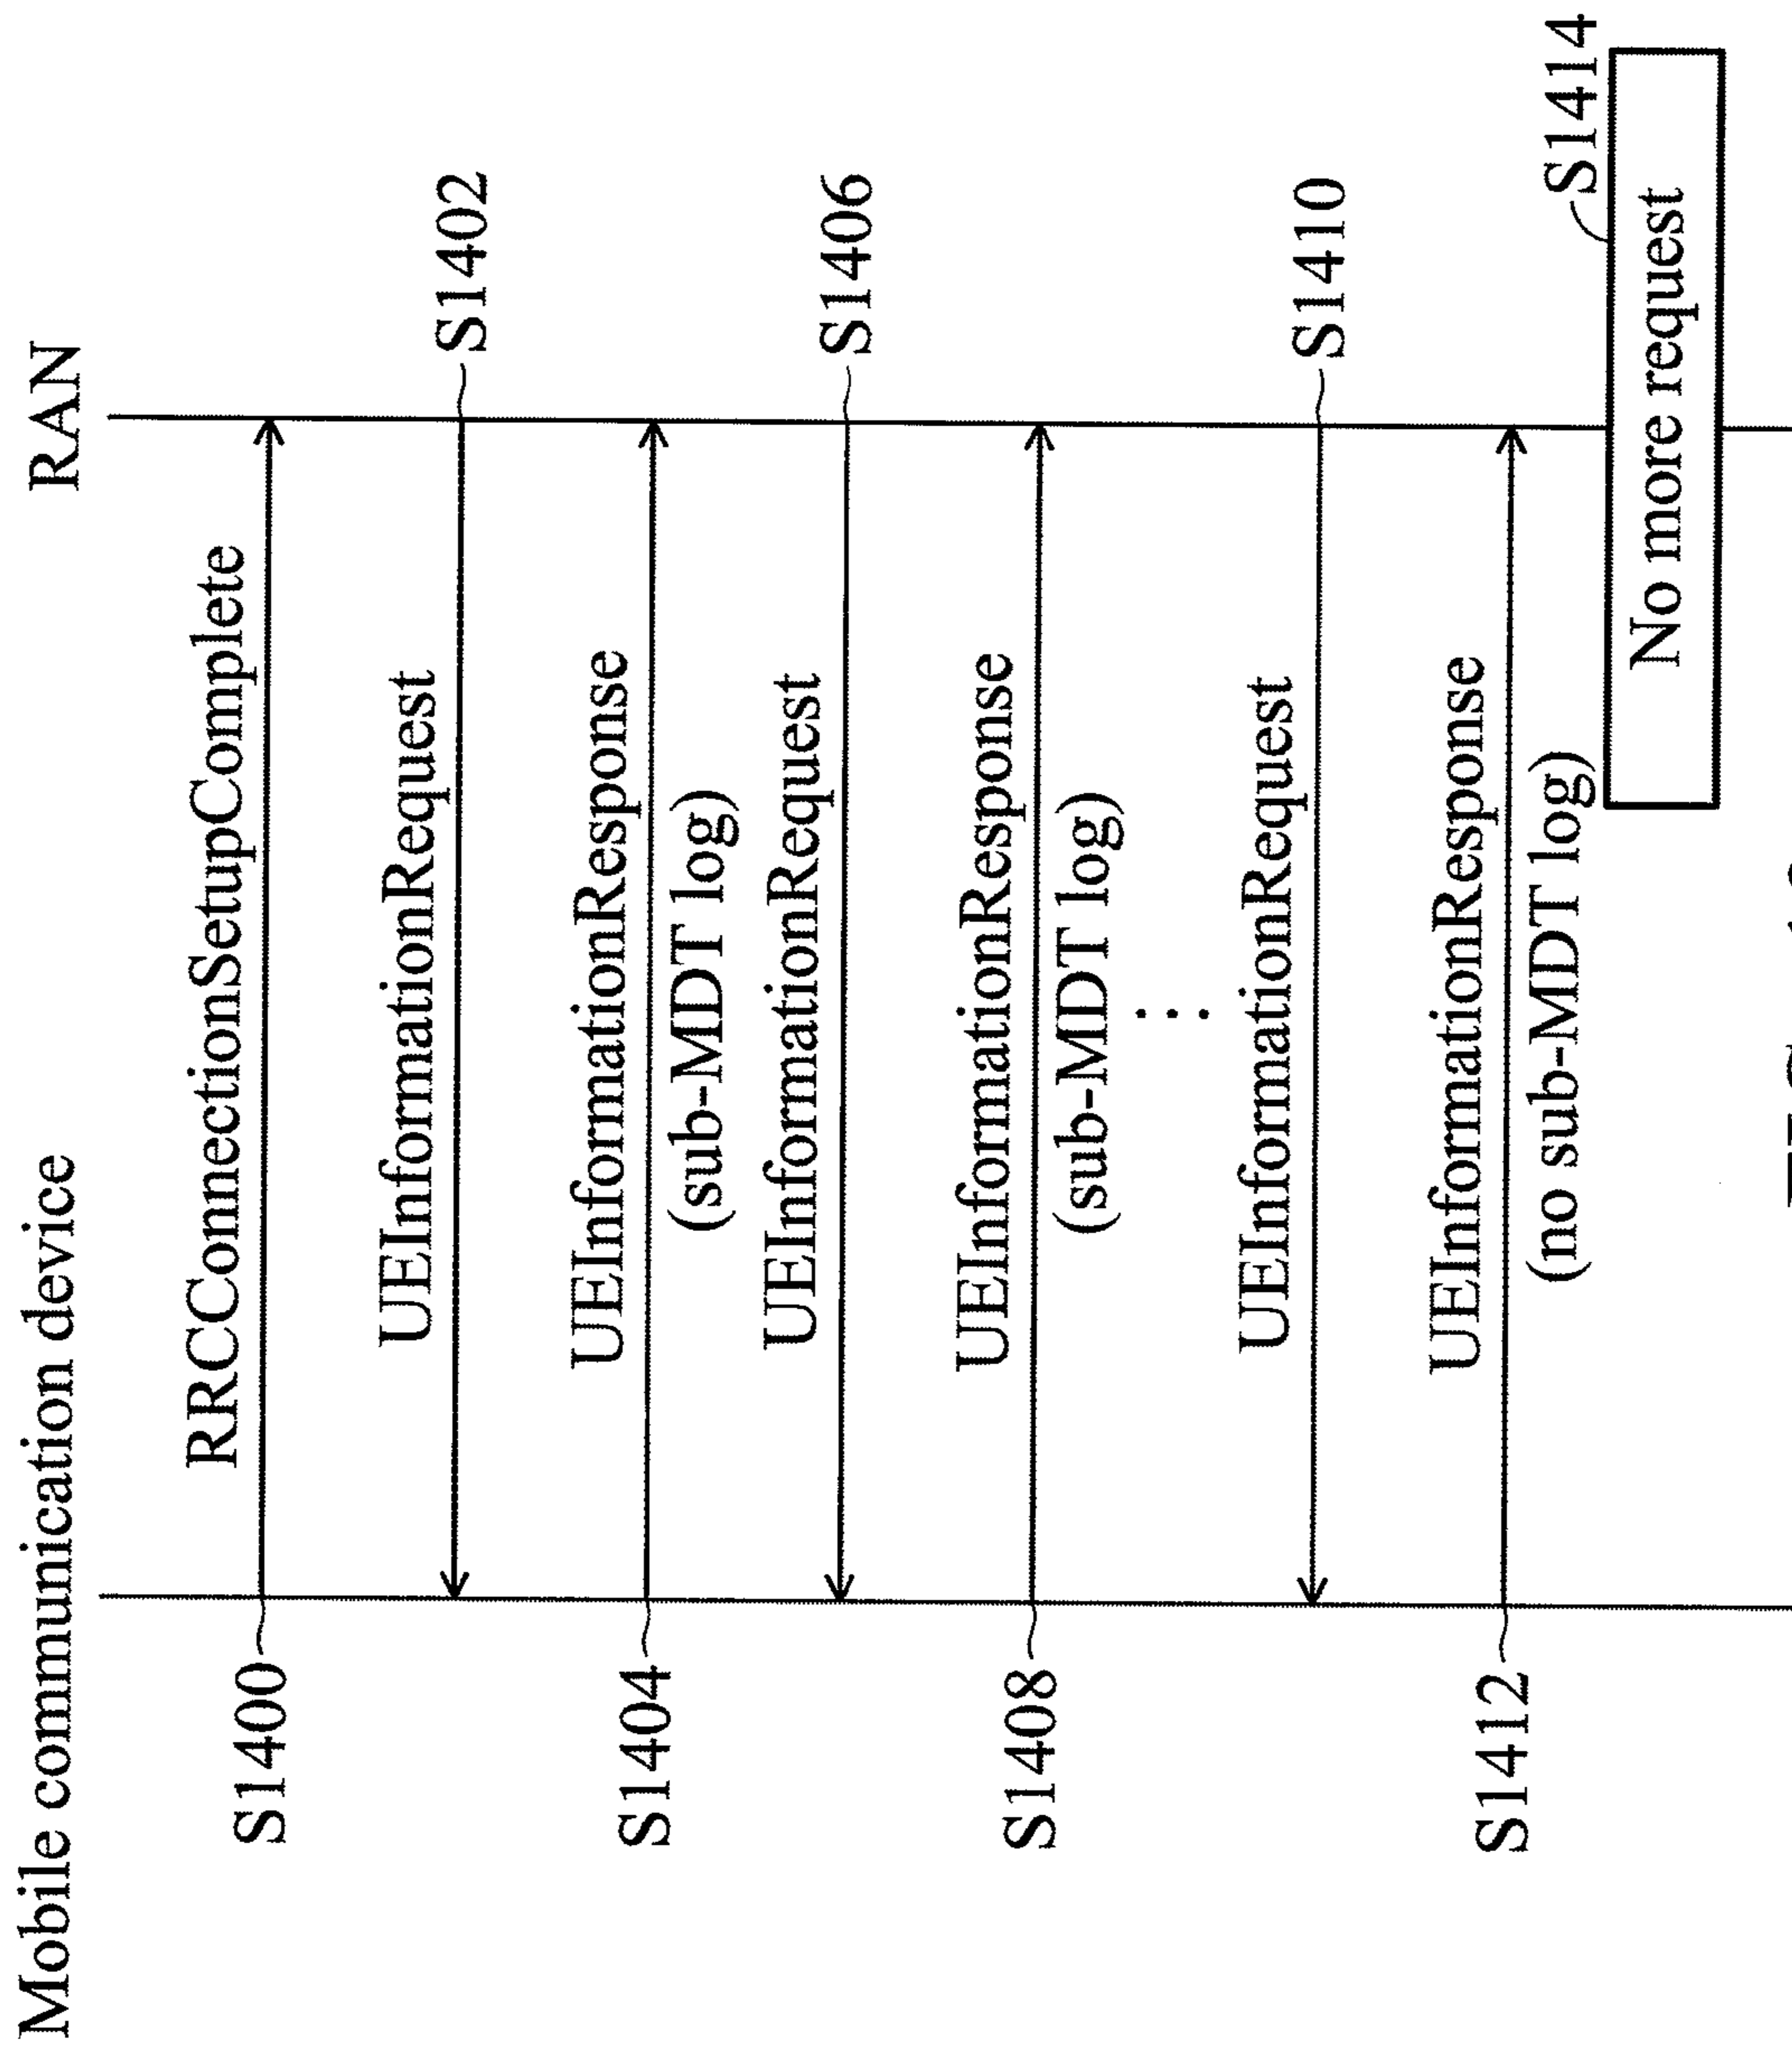 Mobile communication device
RAN
S1400
RRCConnectionSetupComplete
UEInformationRequest
S1402
S1404
UEInformationResponse
(sub-MDT log)
UEInformationRequest
S1406
S1408
UEInformationResponse
(sub-MDT log)
...
UEInformationRequest
S1410
S1412
UEInformationResponse
(no sub-MDT log)
S1414
No more request